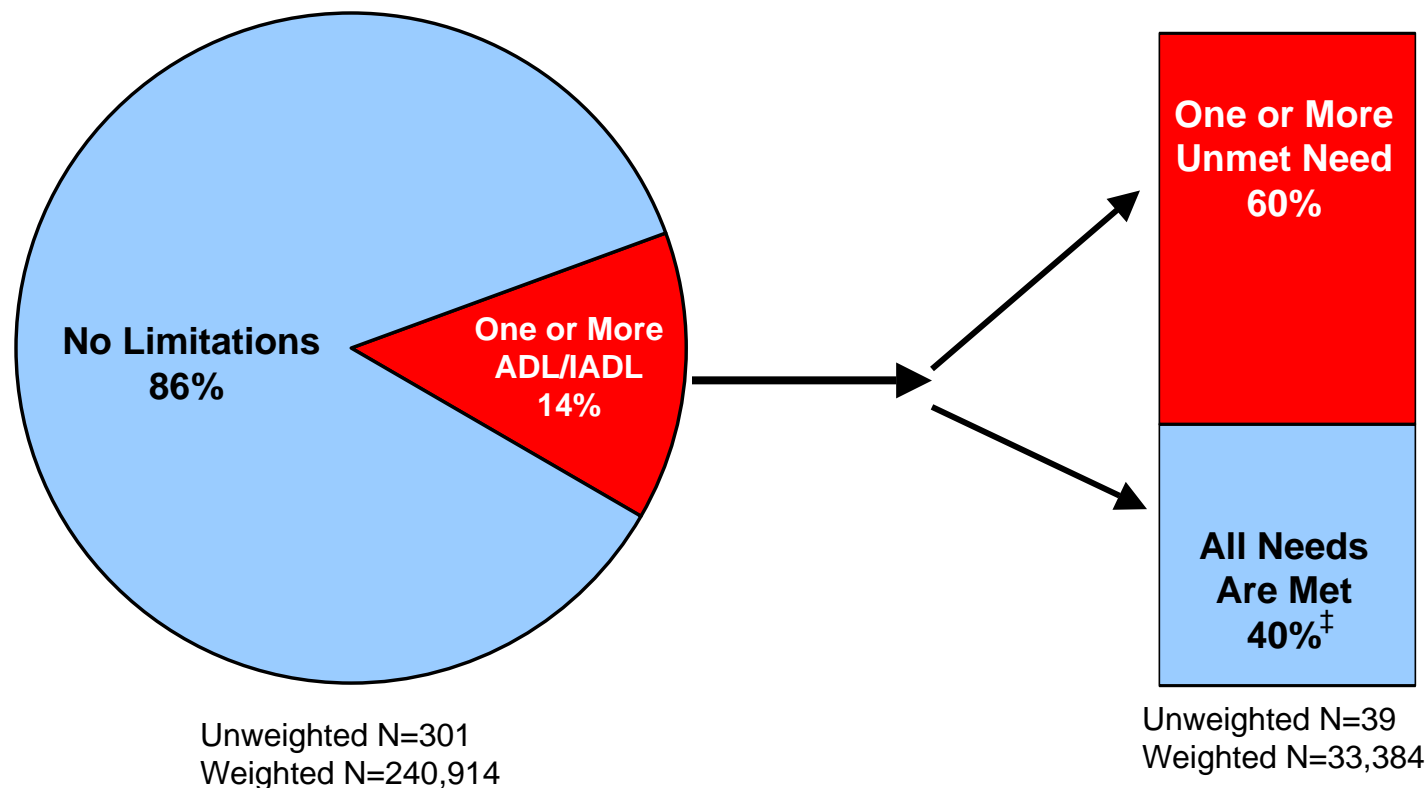 No Limitations
86%
One or More
ADL/IADL
14%
One or More
Unmet Need
60%
All Needs
Are Met
40%‡
Unweighted N=301
Weighted N=240,914
Unweighted N=39
Weighted N=33,384